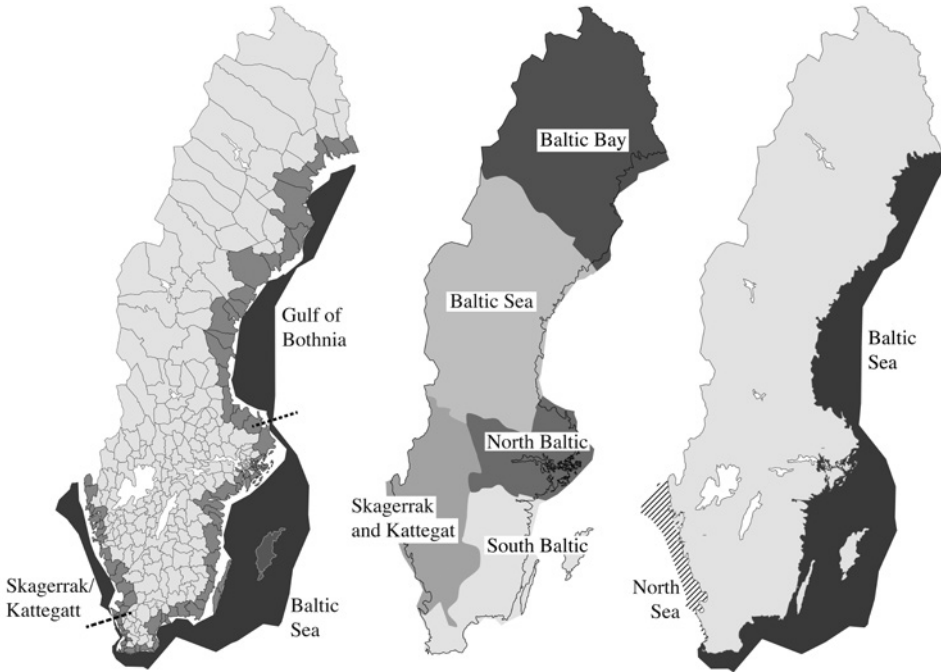 Gulf of
Bothnia
Skagerrak/
Kattegatt
Baltic
Sea
Baltic Bay
Baltic Sea
North Baltic
Skagerrak
and Kattegat
South Baltic
Baltic
Sea
North
Sea